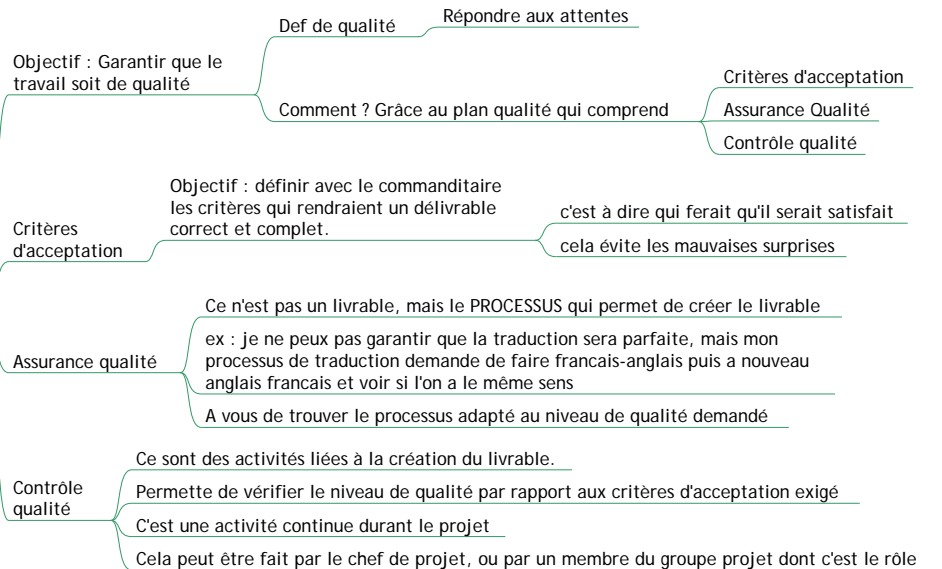 Objectif : Garantir que le
travail soit de qualité
Def de qualité
Répondre aux attentes
Comment ? Grâce au plan qualité qui comprend
Critères d'acceptation
Assurance Qualité
Contrôle qualité
Critères
d'acceptation
Objectif : définir avec le commanditaire
les critères qui rendraient un délivrable
correct et complet.
c'est à dire qui ferait qu'il serait satisfait
cela évite les mauvaises surprises
Assurance qualité
Ce n'est pas un livrable, mais le PROCESSUS qui permet de créer le livrable
ex : je ne peux pas garantir que la traduction sera parfaite, mais mon
processus de traduction demande de faire francais-anglais puis a nouveau
anglais francais et voir si l'on a le même sens
A vous de trouver le processus adapté au niveau de qualité demandé
Contrôle
qualité
Ce sont des activités liées à la création du livrable.
Permette de vérifier le niveau de qualité par rapport aux critères d'acceptation exigé
C'est une activité continue durant le projet
Cela peut être fait par le chef de projet, ou par un membre du groupe projet dont c'est le rôle